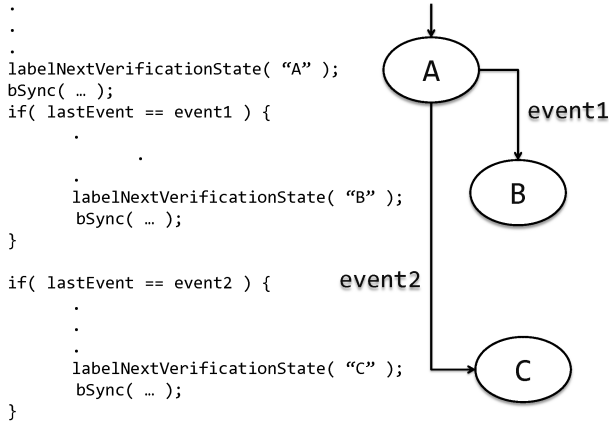 .
.
.
labelNextVerificationState( “A” );
bSync( … );
if( lastEvent == event1 ) {
.
.
.
labelNextVerificationState( “B” );
bSync( … );
}
if( lastEvent == event2 ) {
.
.
.
labelNextVerificationState( “C” );
bSync( … );
}
A
event1
B
event2
C